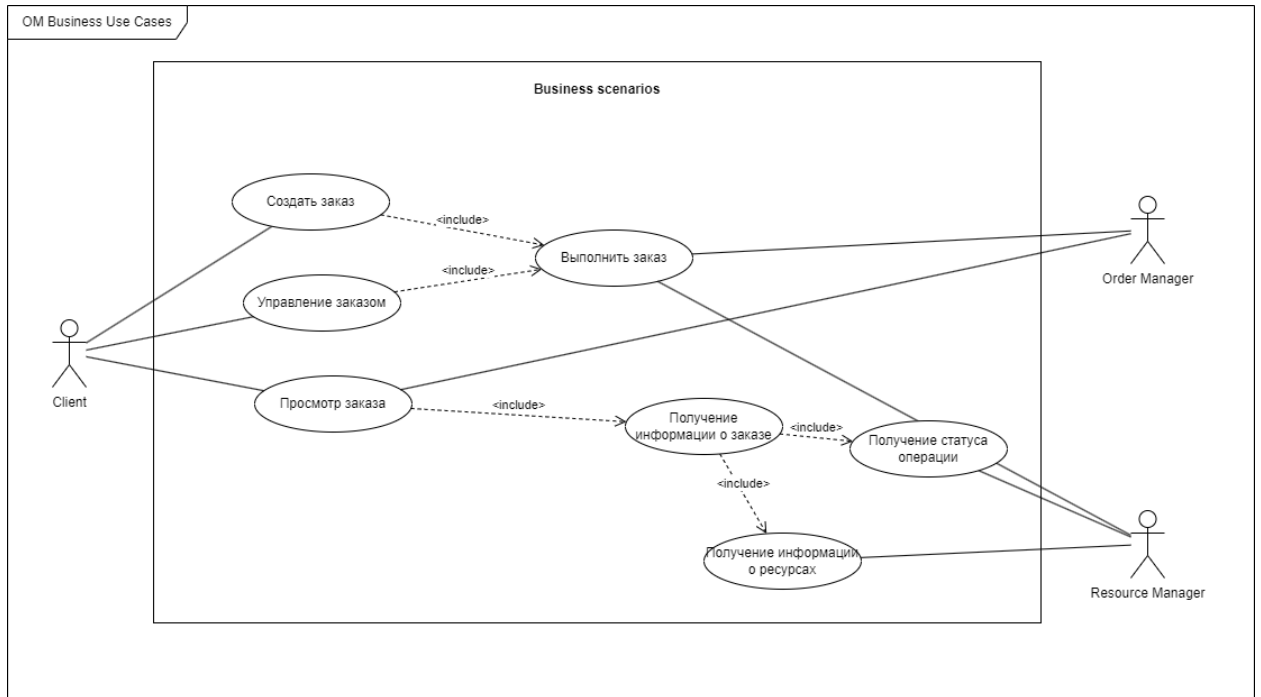 OM Business Use Cases
Business scenarios
Создать заказ
<include>
Выполнить заказ
Order Manager
<include>
Управление заказом
Client
Просмотр заказа
<include>
Получение
информации о заказе
<include>
Получение статуса
операции
<include>
Получение информации
о ресурсах
Resource Manager